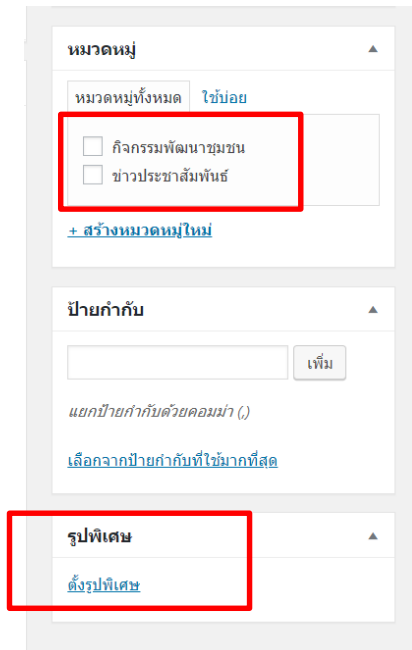 หมวดหมู่
หมวดหมู่ทั้งหมด ใช้บ่อย
กิจกรรมพัฒนาชุมชน
ข่าวประชาสัมพันธ์
+ สร้างหมวดหมู่ใหม่
ป้ายกำกับ
เพิ่ม
แยกป้ายกำกับด้วยคอมม่า (,)
เลือกจากป้ายกำกับที่ใช้มากที่สุด
รูปพิเศษ
ตั้งรูปพิเศษ